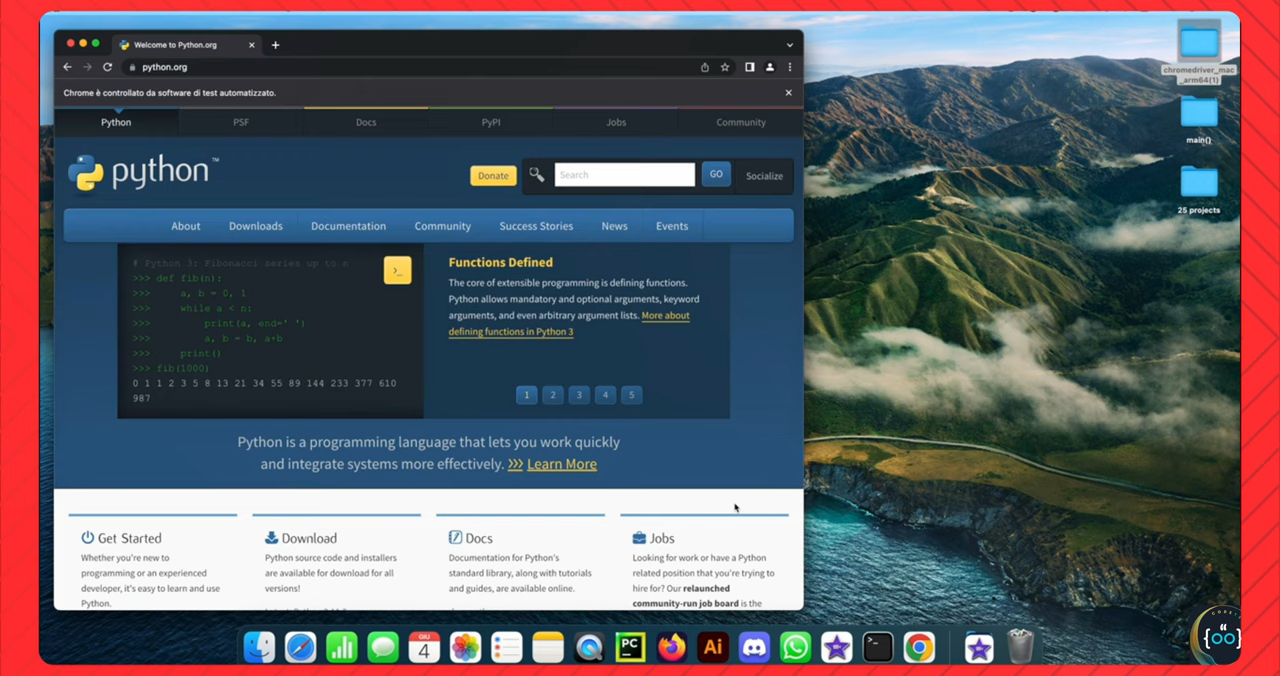 Welcome to Python.org
python.org
Chrome è controllato da software di test automatizzato.
Python PSF Docs PyPI Jobs Community
python™
Donate Search GO Socialize
About Downloads Documentation Community Success Stories News Events
# Python 3: Fibonacci series up to n
>>> def fib(n):
>>> a, b = 0, 1
>>> while a < n:
>>> print(a, end=' ')
>>> a, b = b, a+b
>>> print()
>>> fib(1000)
0 1 1 2 3 5 8 13 21 34 55 89 144 233 377 610
987
>_
Functions Defined
The core of extensible programming is defining functions.
Python allows mandatory and optional arguments, keyword
arguments, and even arbitrary argument lists. More about
defining functions in Python 3
1 2 3 4 5
Python is a programming language that lets you work quickly
and integrate systems more effectively. >>> Learn More
Get Started
Whether you're new to
programming or an experienced
developer, it's easy to learn and use
Python.
Download
Python source code and installers
are available for download for all
versions!
Docs
Documentation for Python's
standard library, along with tutorials
and guides, are available online.
Jobs
Looking for work or have a Python
related position that you're trying to
hire for? Our relaunched
community-run job board is the
chromedriver_mac
_arm64(1)
main()
25 projects
GIU
4
PC
Ai
>_